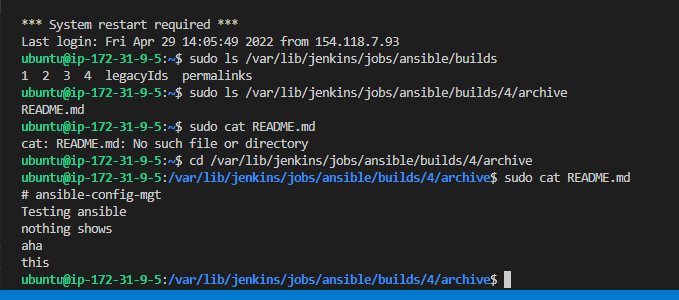 *** System restart required ***
Last login: Fri Apr 29 14:05:49 2022 from 154.118.7.93
ubuntu@ip-172-31-9-5:~$ sudo ls /var/lib/jenkins/jobs/ansible/builds
1  2  3  4  legacyIds  permalinks
ubuntu@ip-172-31-9-5:~$ sudo ls /var/lib/jenkins/jobs/ansible/builds/4/archive
README.md
ubuntu@ip-172-31-9-5:~$ sudo cat README.md
cat: README.md: No such file or directory
ubuntu@ip-172-31-9-5:~$ cd /var/lib/jenkins/jobs/ansible/builds/4/archive
ubuntu@ip-172-31-9-5:/var/lib/jenkins/jobs/ansible/builds/4/archive$ sudo cat README.md
# ansible-config-mgt
Testing ansible
nothing shows
aha
this
ubuntu@ip-172-31-9-5:/var/lib/jenkins/jobs/ansible/builds/4/archive$